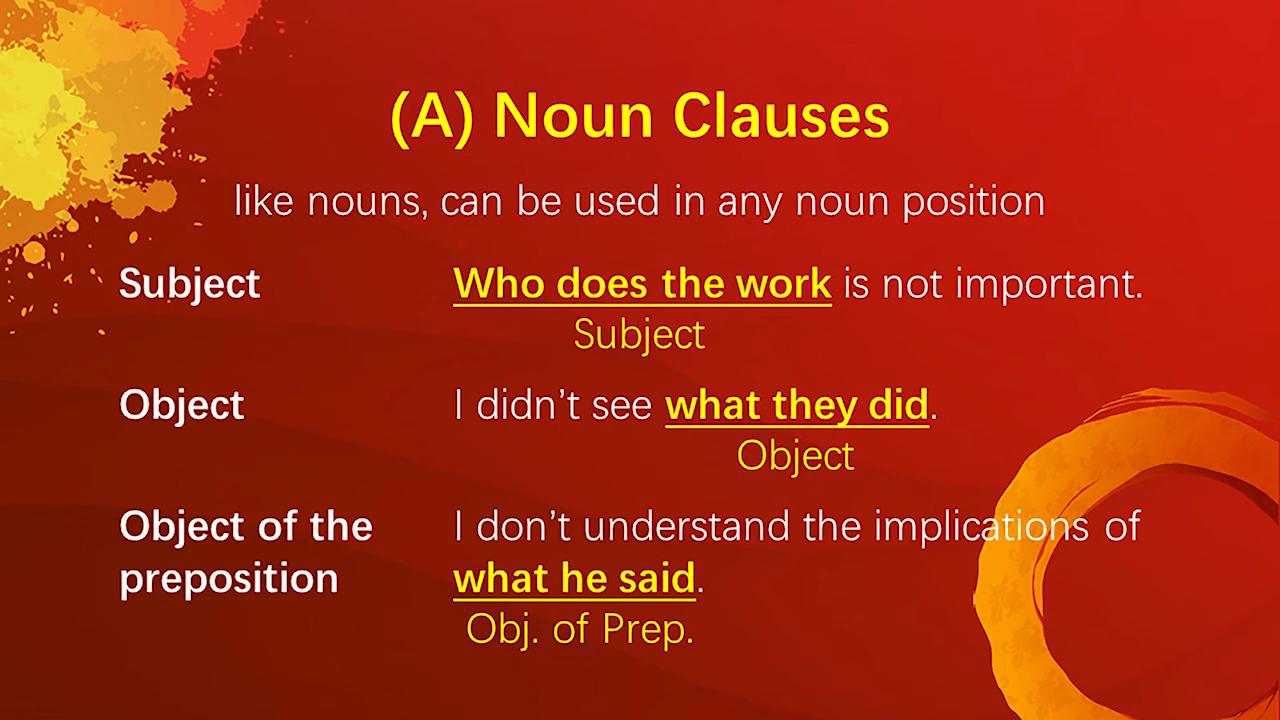 (A) Noun Clauses
like nouns, can be used in any noun position
Subject Who does the work is not important.
Subject
Object I didn’t see what they did.
Object
Object of the I don’t understand the implications of
preposition what he said.
Obj. of Prep.